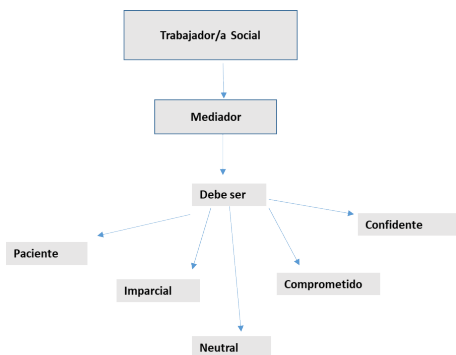 Trabajador/a Social
Mediador
Debe ser
Confidente
Paciente
Comprometido
Imparcial
Neutral